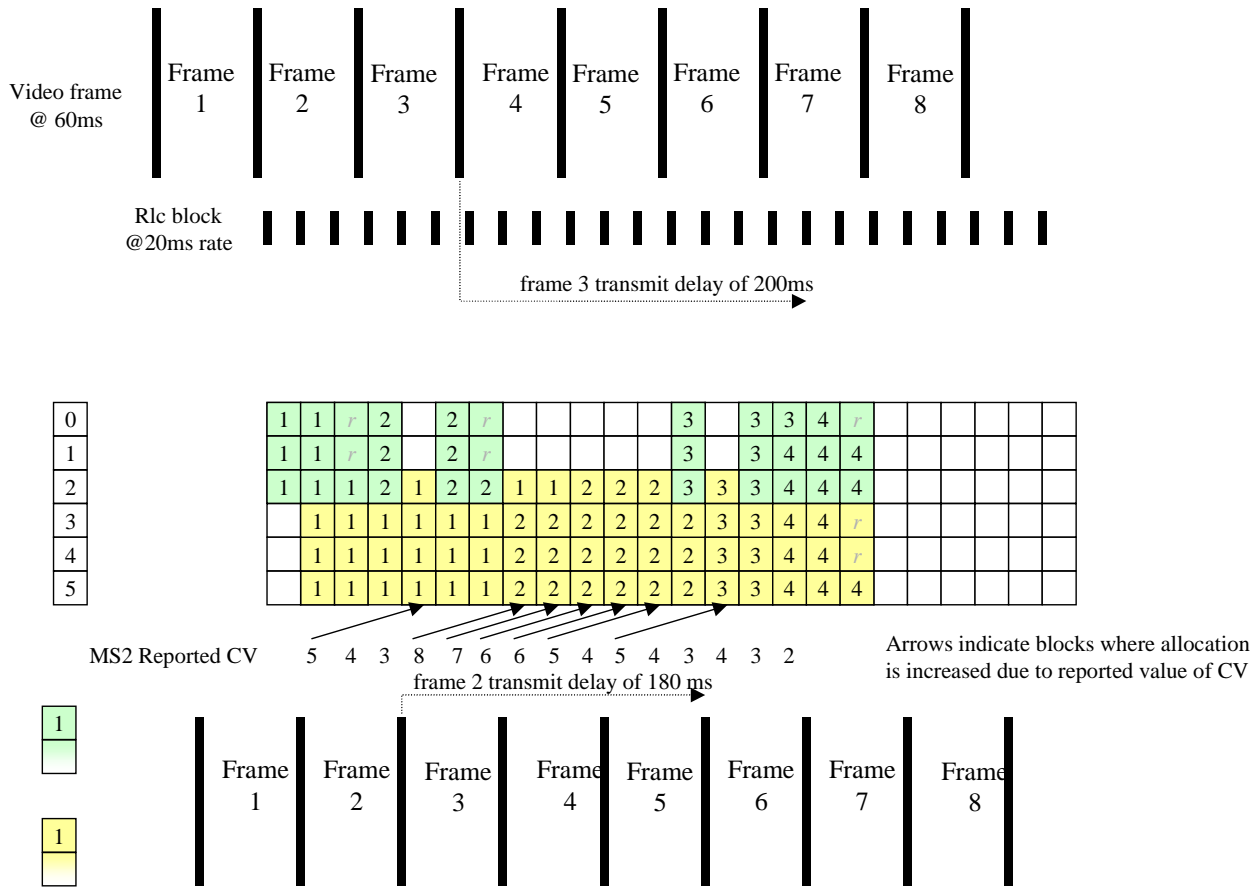 Frame 1
Frame 2
Frame 3
Frame 4
Frame 5
Frame 6
Frame 7
Frame 8
Video frame
@ 60ms
Rlc block
@20ms rate
frame 3 transmit delay of 200ms
0 1 1 r 2 2 r 3 3 3 4 r
1 1 1 r 2 2 r 3 3 4 4 4
2 1 1 1 2 1 2 2 1 1 2 2 2 3 3 3 4 4 4
3 1 1 1 1 1 1 2 2 2 2 2 2 3 3 4 4 r
4 1 1 1 1 1 1 2 2 2 2 2 2 3 3 4 4 r
5 1 1 1 1 1 1 2 2 2 2 2 2 3 3 4 4 4
MS2 Reported CV 5 4 3 8 7 6 6 5 4 5 4 3 4 3 2
Arrows indicate blocks where allocation
is increased due to reported value of CV
frame 2 transmit delay of 180 ms
1
1
Frame 1
Frame 2
Frame 3
Frame 4
Frame 5
Frame 6
Frame 7
Frame 8